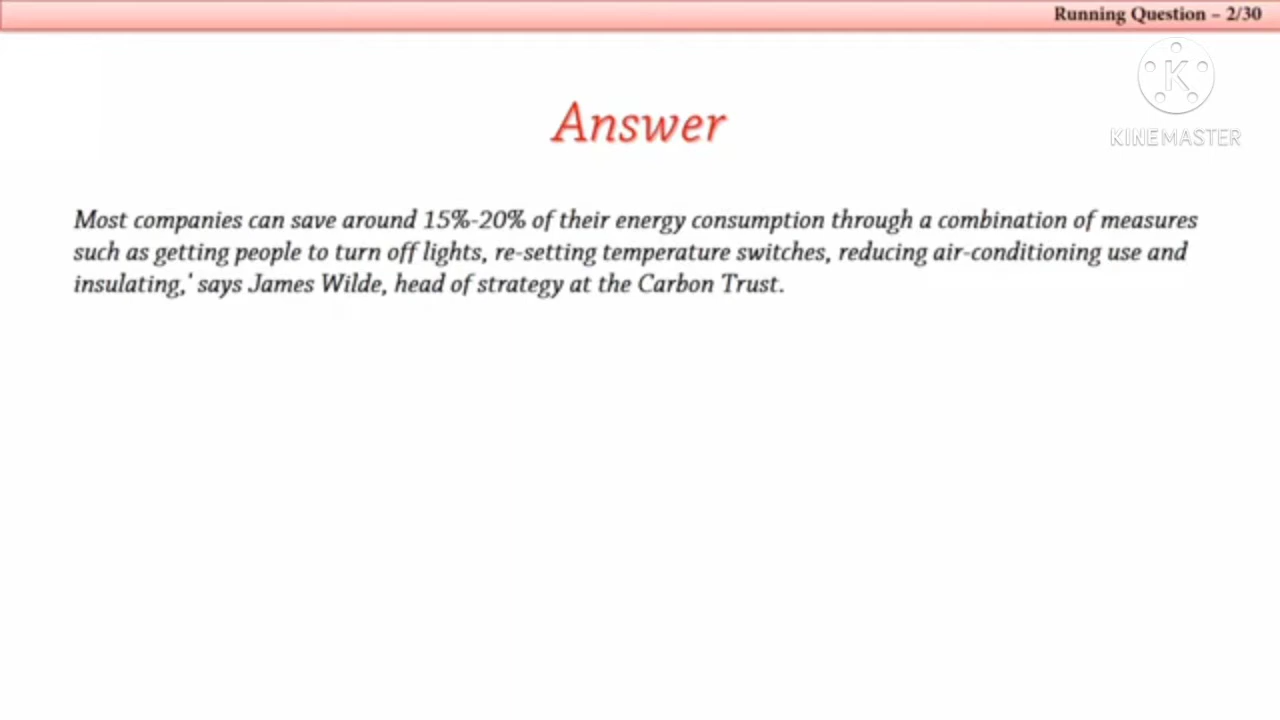 Running Question – 2/30
K
KINEMASTER
Answer
Most companies can save around 15%-20% of their energy consumption through a combination of measures
such as getting people to turn off lights, re-setting temperature switches, reducing air-conditioning use and
insulating,' says James Wilde, head of strategy at the Carbon Trust.